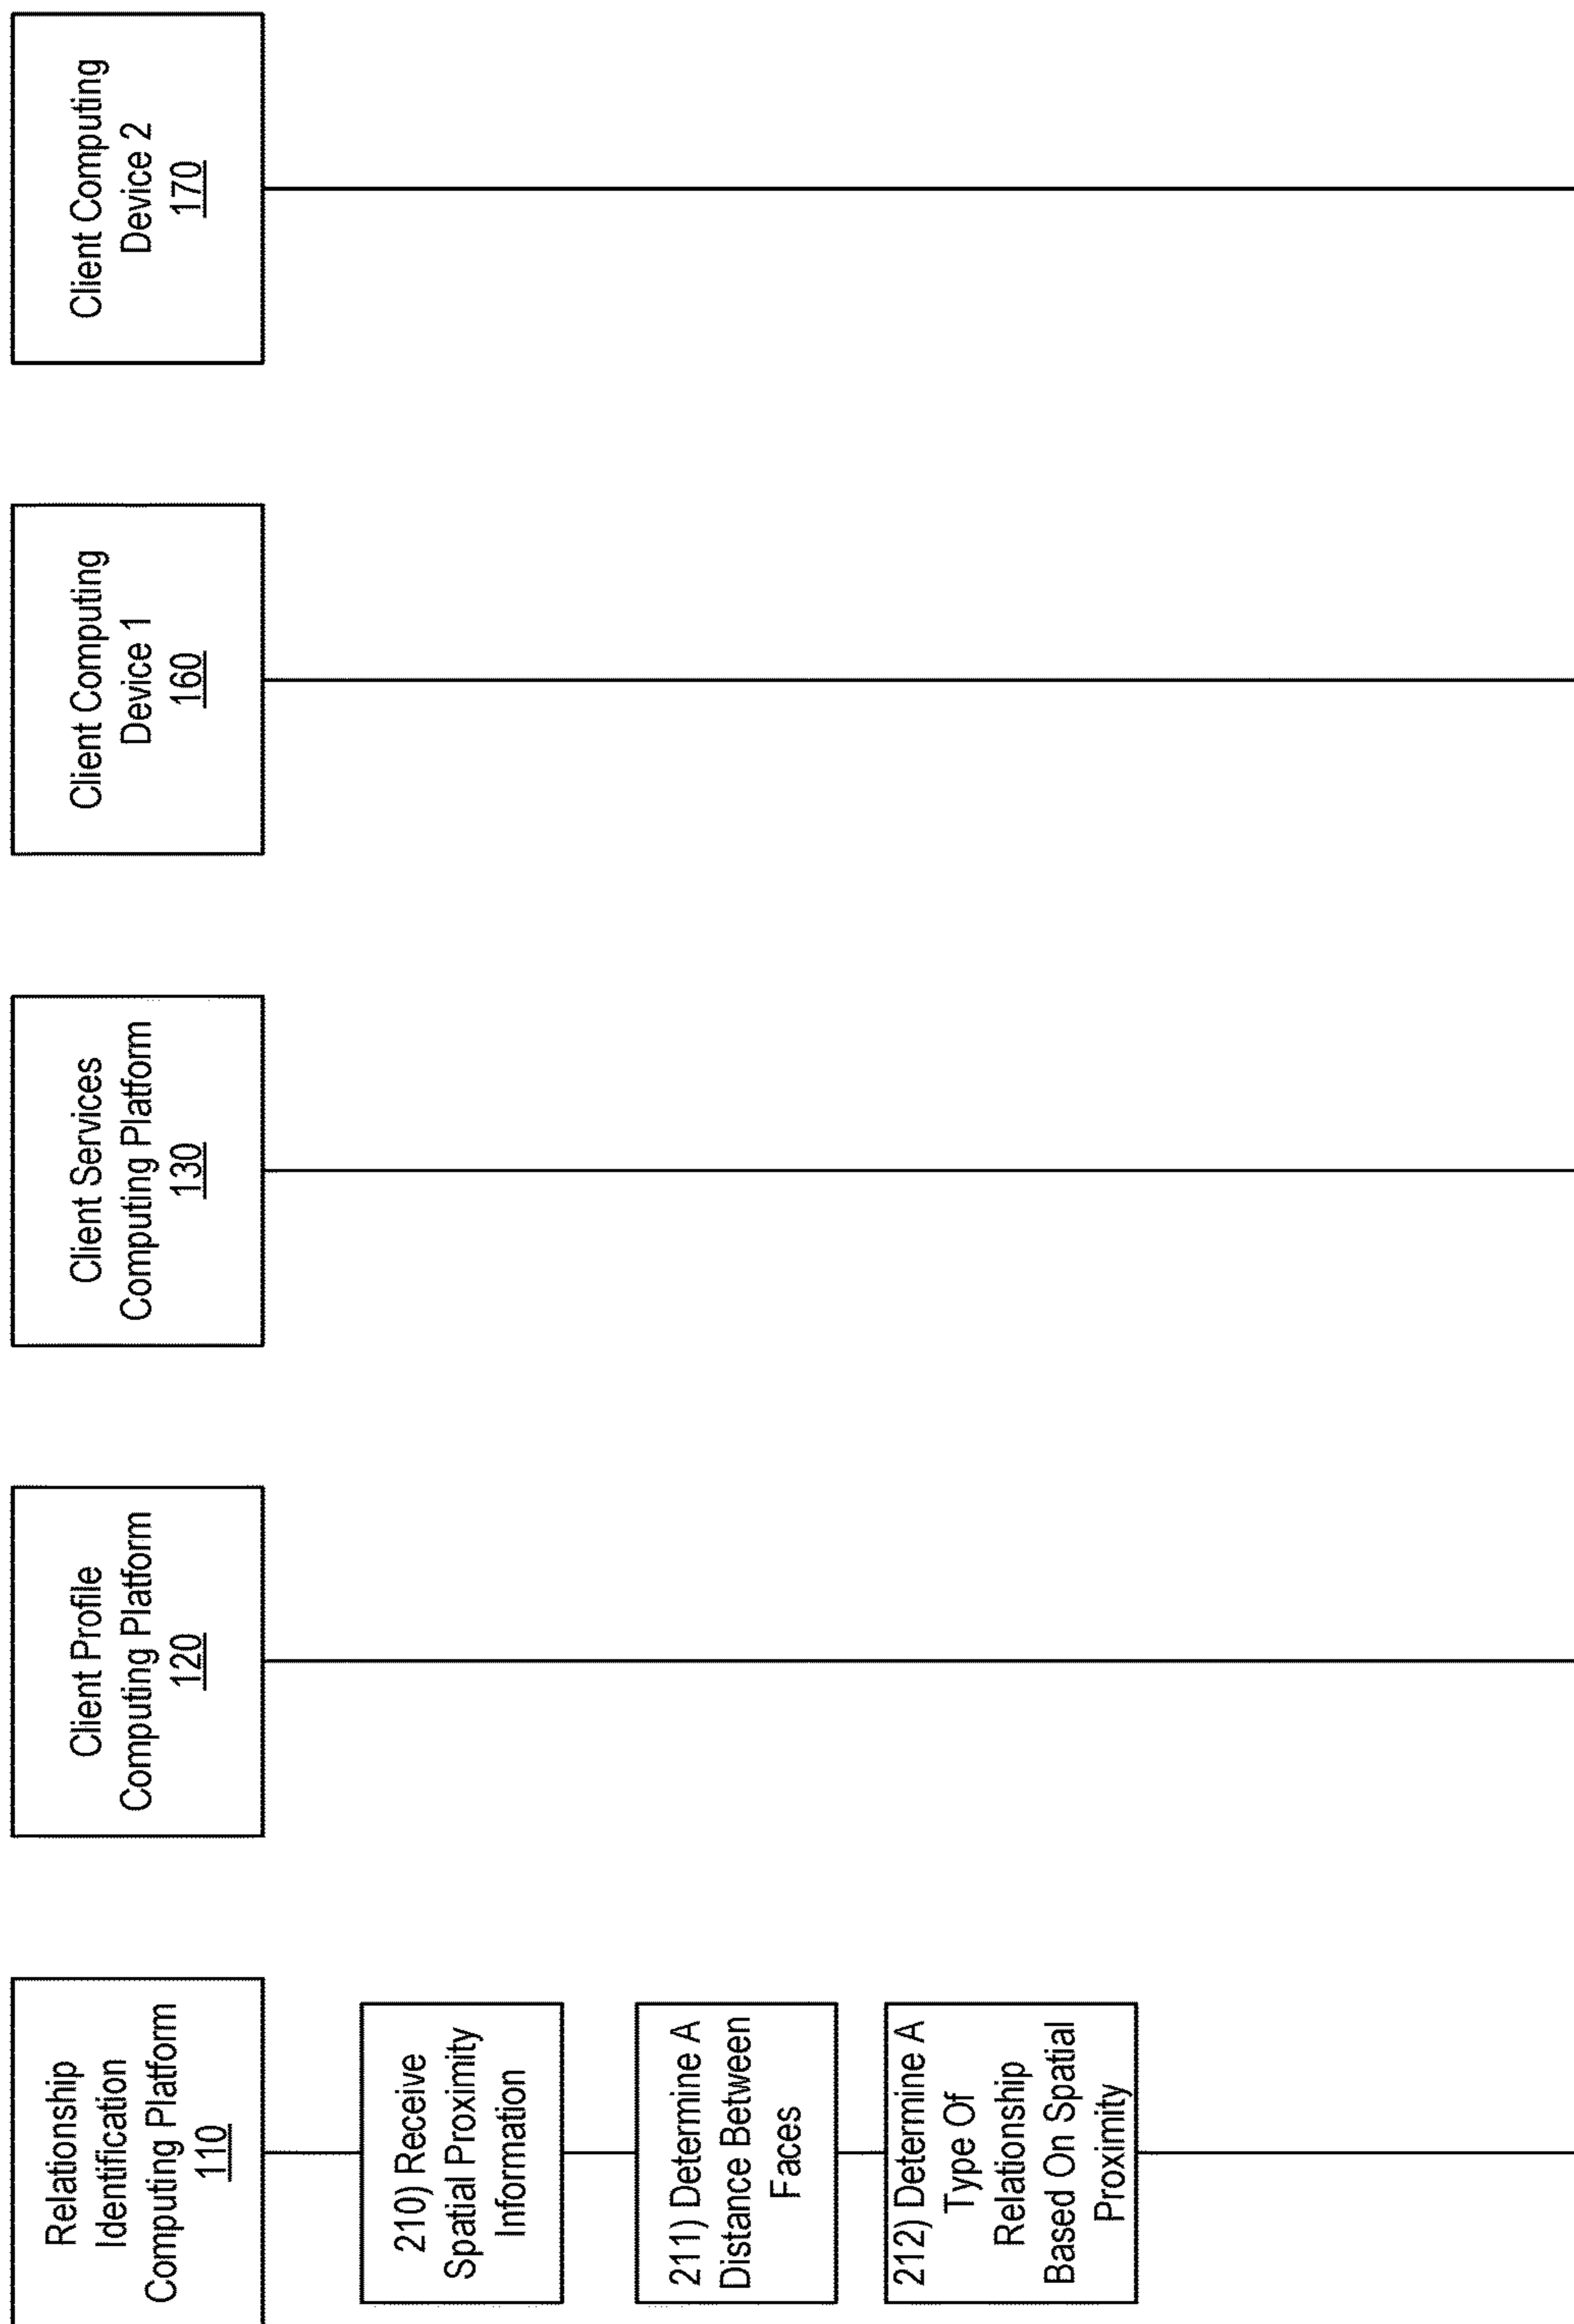 Relationship
Identification
Computing Platform
110
Client Profile
Computing Platform
120
Client Services
Computing Platform
130
Client Computing
Device 1
160
Client Computing
Device 2
170
210) Receive
Spatial Proximity
Information
211) Determine A
Distance Between
Faces
212) Determine A
Type Of
Relationship
Based On Spatial
Proximity